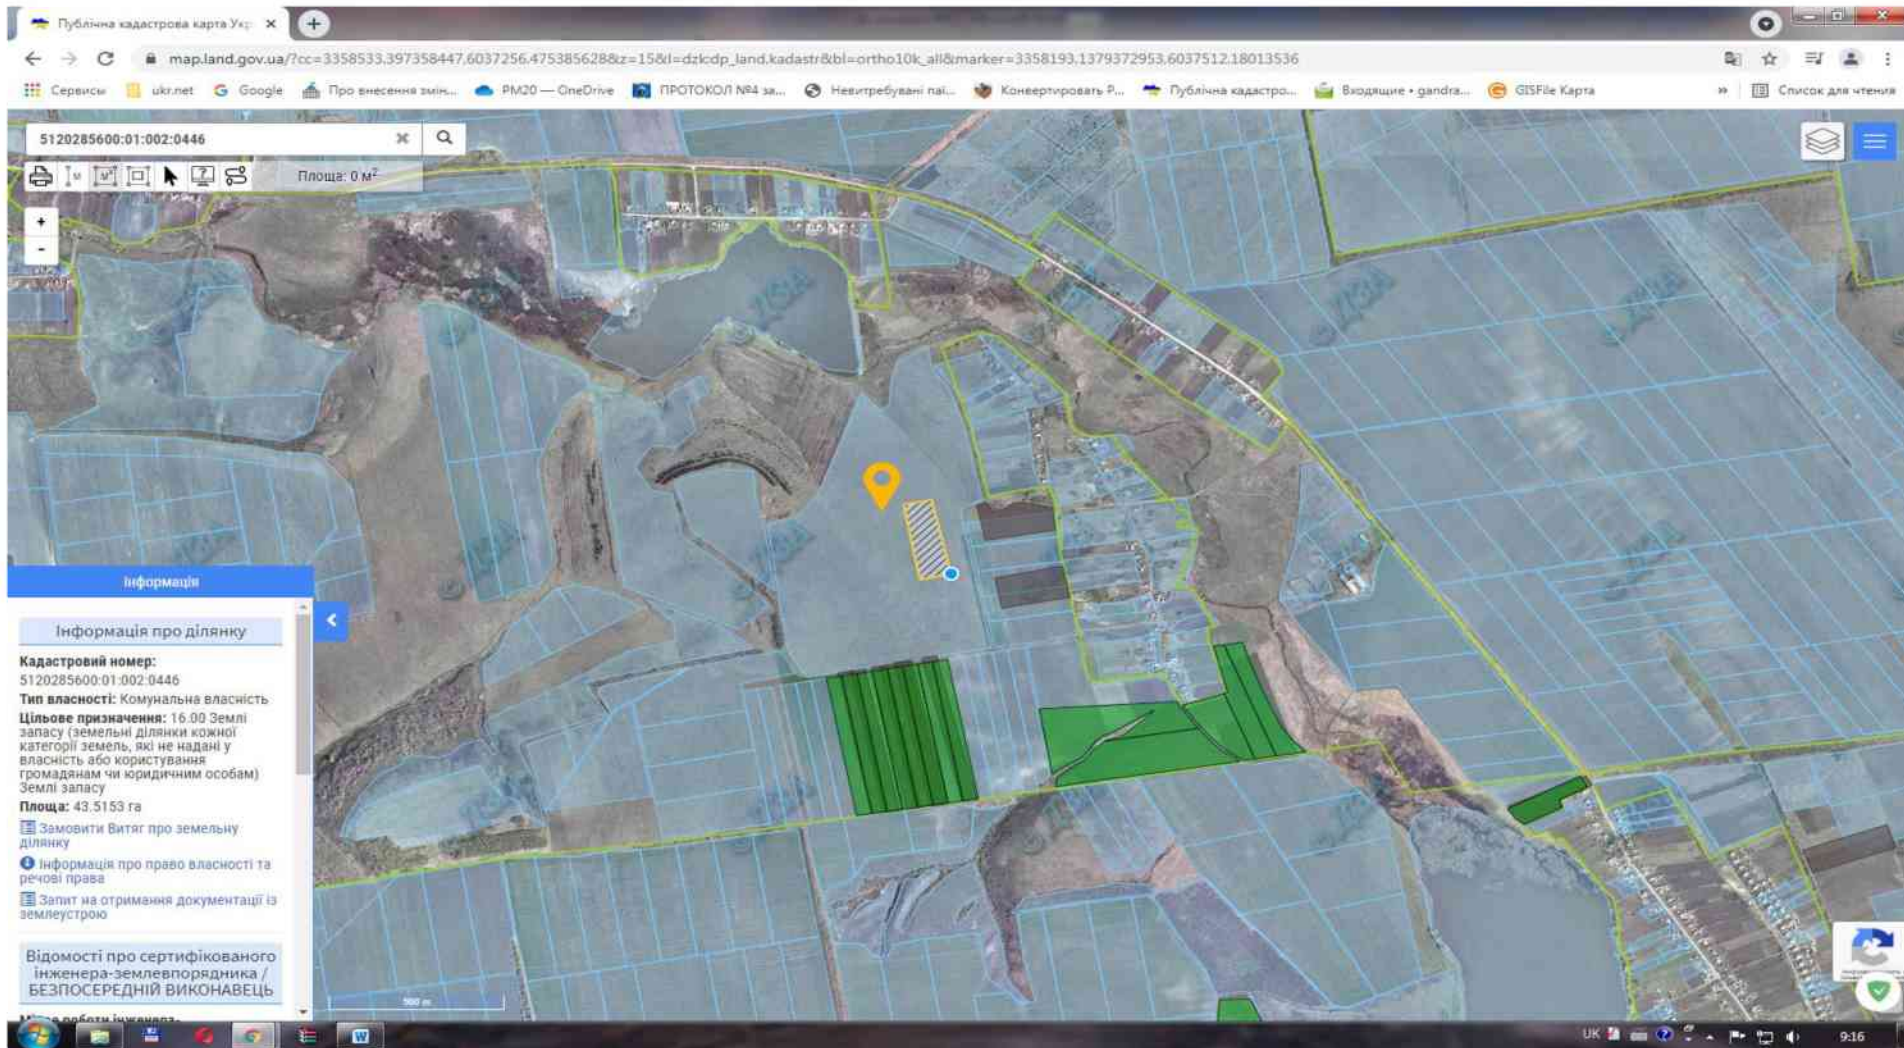 Публічна кадастрова карта Укр
map.land.gov.ua/?cc=3358533.397358447,6037256.475385628&z=15&l=dzkcdp_land.kadastr&bl=ortho10k_all&marker=3358193.1379372953,6037512.18013536
Сервисы ukr.net Google Про внесення змін... PM20 — OneDrive ПРОТОКОЛ №4 за... Невитребувані паї... Конвертировать Р... Публічна кадастро... Входящие • gandra... GISFile Карта » Список для чтения
5120285600:01:002:0446
Площа: 0 м²
+
-
Інформація
Інформація про ділянку
Кадастровий номер:
5120285600:01:002:0446
Тип власності: Комунальна власність
Цільове призначення: 16.00 Землі
запасу (земельні ділянки кожної
категорії земель, які не надані у
власність або користування
громадянам чи юридичним особам)
Землі запасу
Площа: 43.5153 га
Замовити Витяг про земельну
ділянку
Інформація про право власності та
речові права
Запит на отримання документації із
землеустрою
Відомості про сертифікованого
інженера-землевпорядника /
БЕЗПОСЕРЕДНІЙ ВИКОНАВЕЦЬ
500 m
UK
9:16